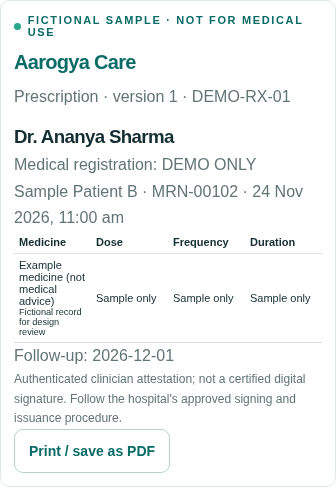 FICTIONAL SAMPLE · NOT FOR MEDICAL
USE
Aarogya Care
Prescription · version 1 · DEMO-RX-01
Dr. Ananya Sharma
Medical registration: DEMO ONLY
Sample Patient B · MRN-00102 · 24 Nov
2026, 11:00 am
Medicine Dose Frequency Duration
Example
medicine (not
medical
advice) Sample only Sample only Sample only
Fictional record
for design
review
Follow-up: 2026-12-01
Authenticated clinician attestation; not a certified digital
signature. Follow the hospital's approved signing and
issuance procedure.
Print / save as PDF